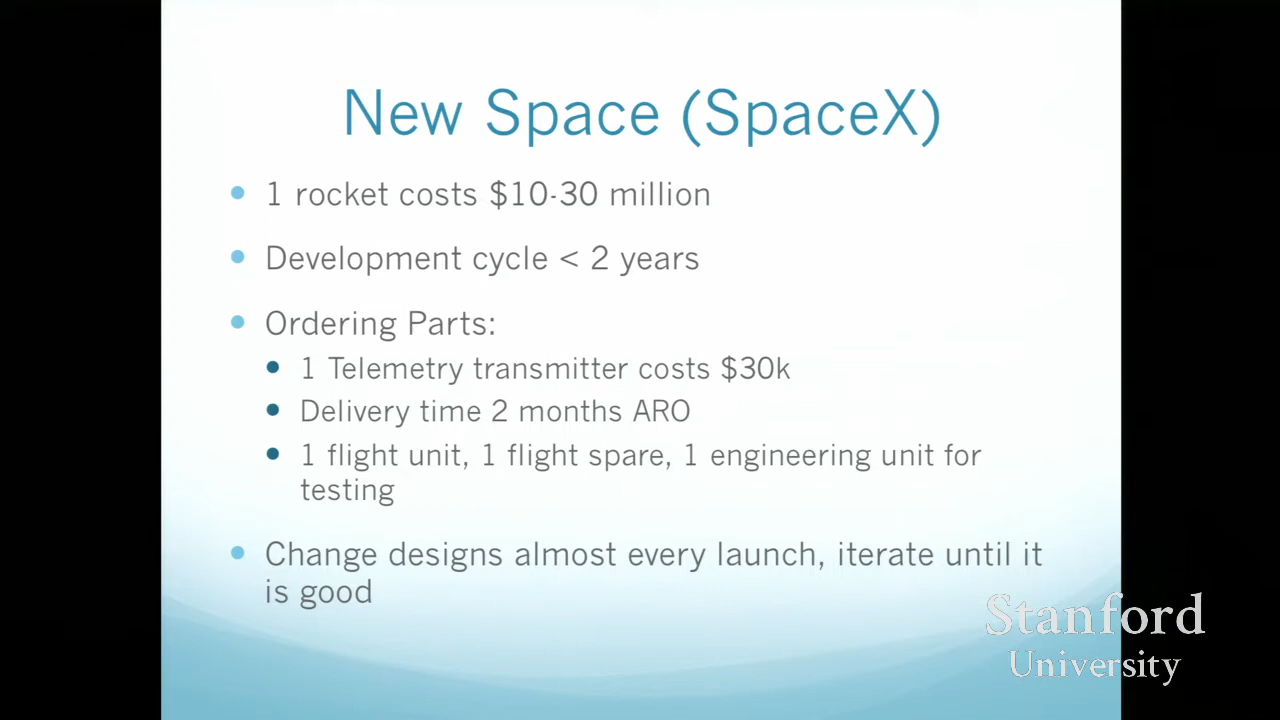 New Space (SpaceX)
1 rocket costs $10-30 million
Development cycle < 2 years
Ordering Parts:
1 Telemetry transmitter costs $30k
Delivery time 2 months ARO
1 flight unit, 1 flight spare, 1 engineering unit for
testing
Change designs almost every launch, iterate until it
is good
Stanford
University